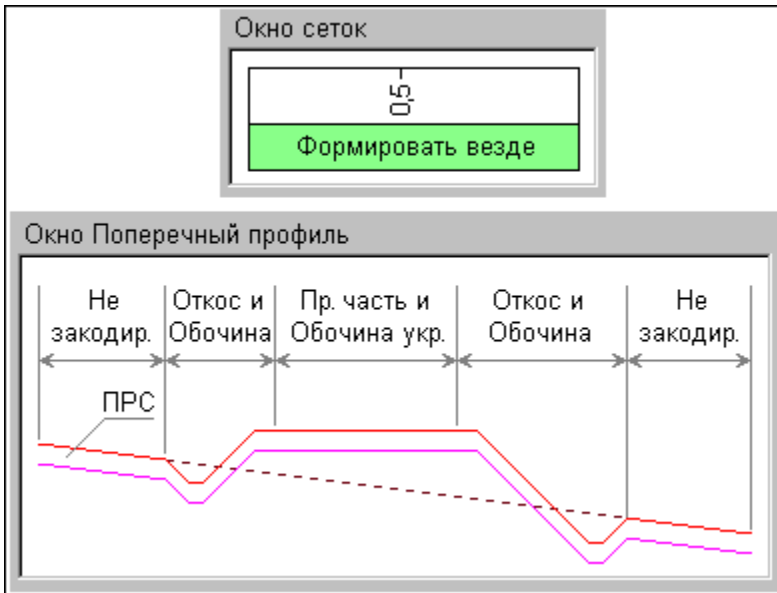 Окно сеток
0,5
Формировать везде
Окно Поперечный профиль
Не закодир.
Откос и Обочина
Пр. часть и Обочина укр.
Откос и Обочина
Не закодир.
ПРС